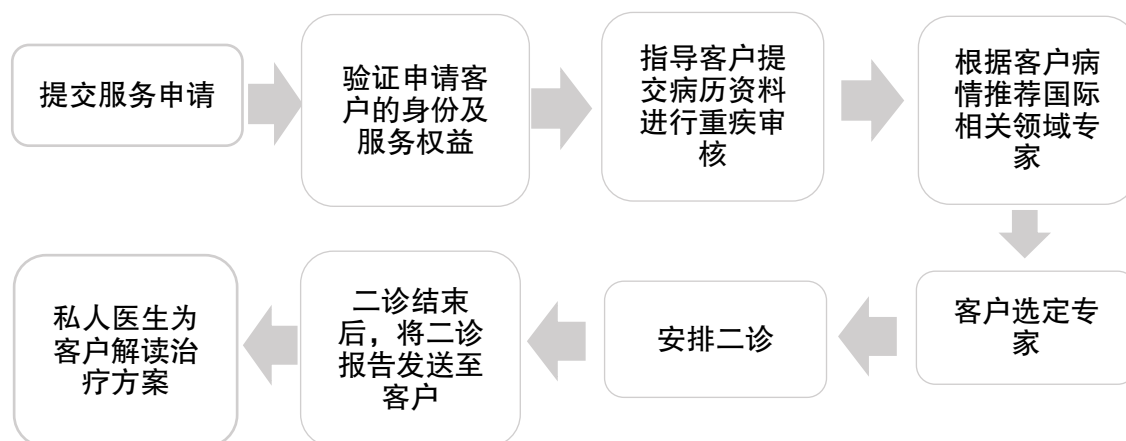 提交服务申请
验证申请客
户的身份及
服务权益
指导客户提
交病历资料
进行重疾审
核
根据客户病
情推荐国际
相关领域专
家
客户选定专
家
安排二诊
二诊结束
后，将二诊
报告发送至
客户
私人医生为
客户解读治
疗方案